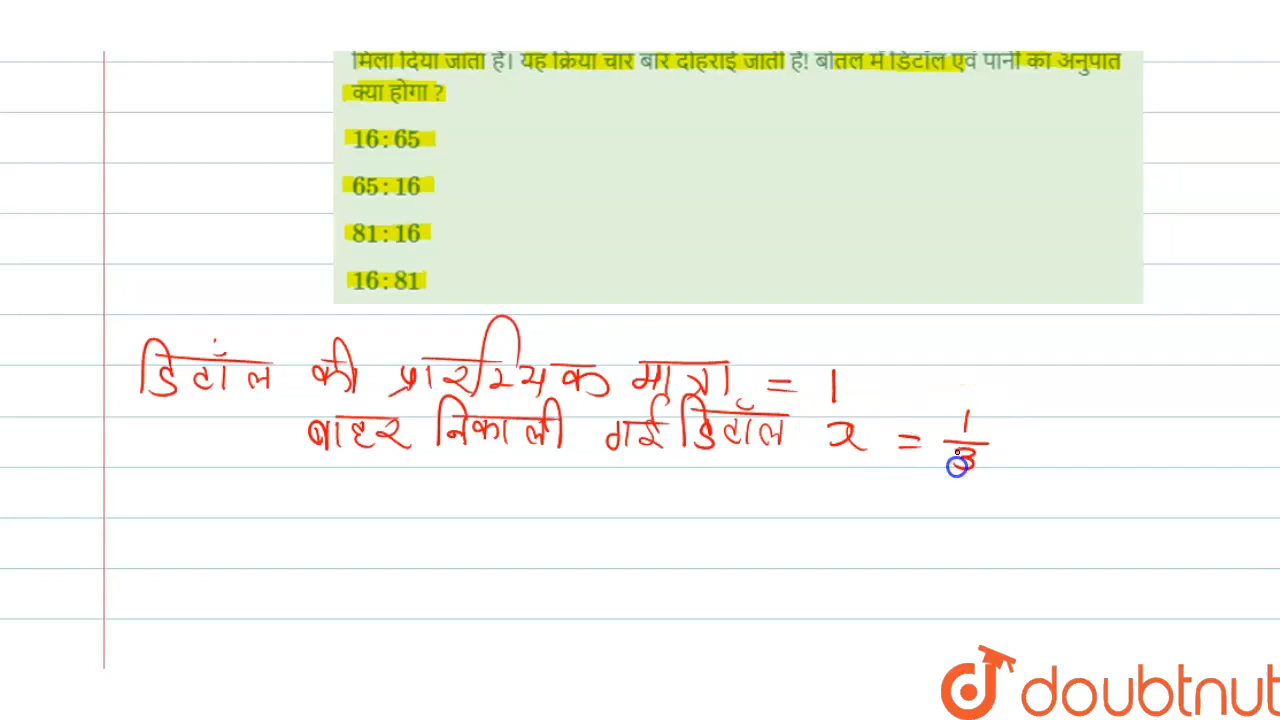 मिला दिया जाता है। यह क्रिया चार बार दोहराई जाती है! बोतल में डिटॉल एवं पानी का अनुपात
क्या होगा ?
16 : 65
65 : 16
81 : 16
16 : 81
डिटॉल की प्रारम्भिक मात्रा = 1
बाहर निकाली गई डिटॉल x = 1/3
doubtnut